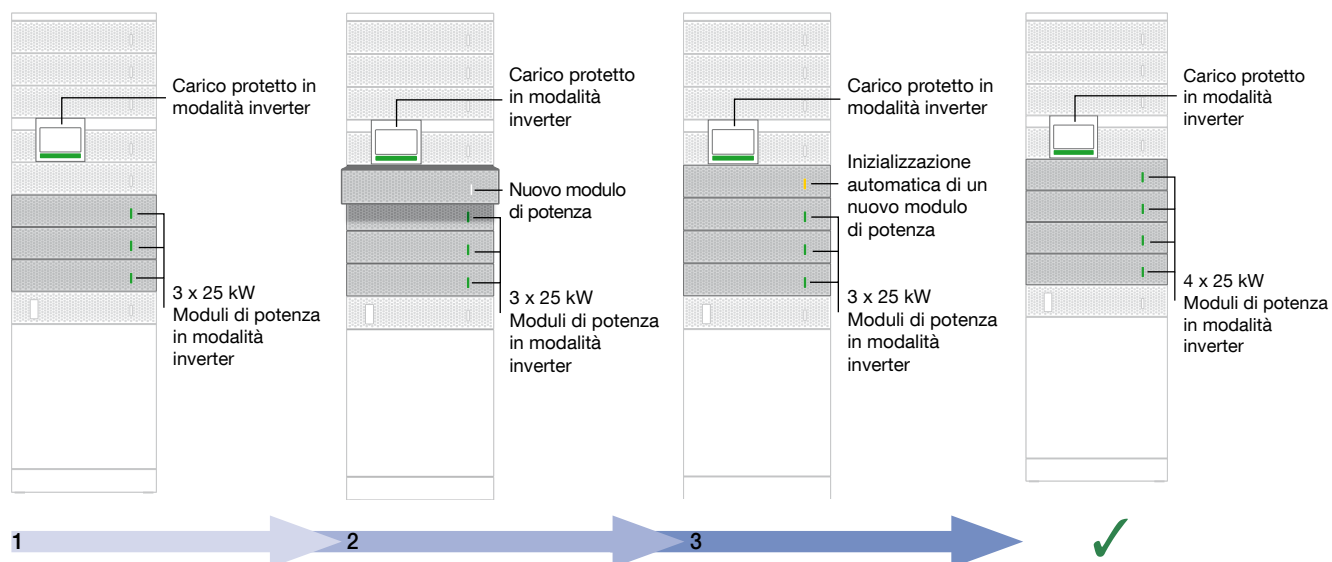 Carico protetto in
modalità inverter
3 x 25 kW
Moduli di potenza
in modalità
inverter
Carico protetto
in modalità
inverter
Nuovo modulo
di potenza
3 x 25 kW
Moduli di potenza
in modalità
inverter
Carico protetto in
modalità inverter
Inizializzazione
automatica di un
nuovo modulo
di potenza
3 x 25 kW
Moduli di potenza
in modalità
inverter
Carico protetto
in modalità
inverter
4 x 25 kW
Moduli di potenza
in modalità
inverter
1
2
3